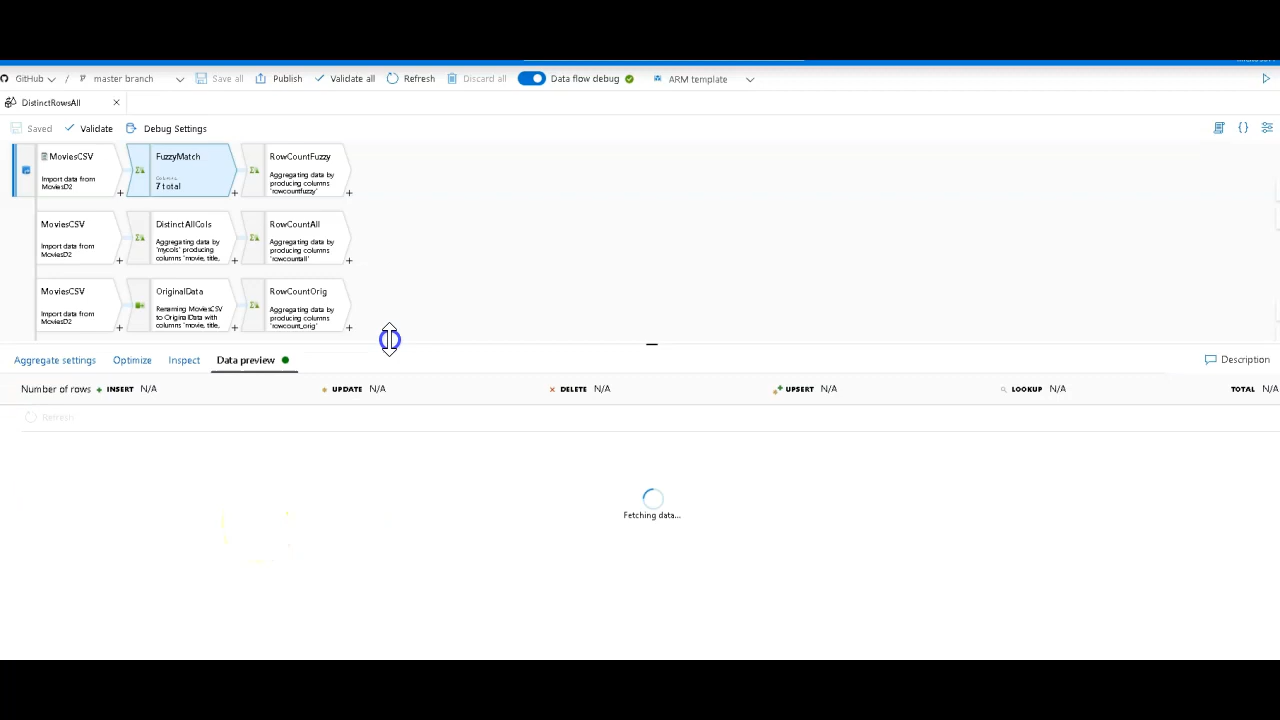 GitHub / master branch Save all Publish Validate all Refresh Discard all Data flow debug ARM template
DistinctRowsAll
Saved Validate Debug Settings
MoviesCSV
Import data from
MoviesD2
FuzzyMatch
Columns
7 total
RowCountFuzzy
Aggregating data by
producing columns
'rowcountfuzzy'
MoviesCSV
Import data from
MoviesD2
DistinctAllCols
Aggregating data by
'mycols' producing
columns 'movie, title,
RowCountAll
Aggregating data by
producing columns
'rowcountall'
MoviesCSV
Import data from
MoviesD2
OriginalData
Renaming MoviesCSV
to OriginalData with
columns 'movie, title,
RowCountOrig
Aggregating data by
producing columns
'rowcount_orig'
Aggregate settings Optimize Inspect Data preview Description
Number of rows INSERT N/A UPDATE N/A DELETE N/A UPSERT N/A LOOKUP N/A TOTAL N/A
Refresh
Fetching data...